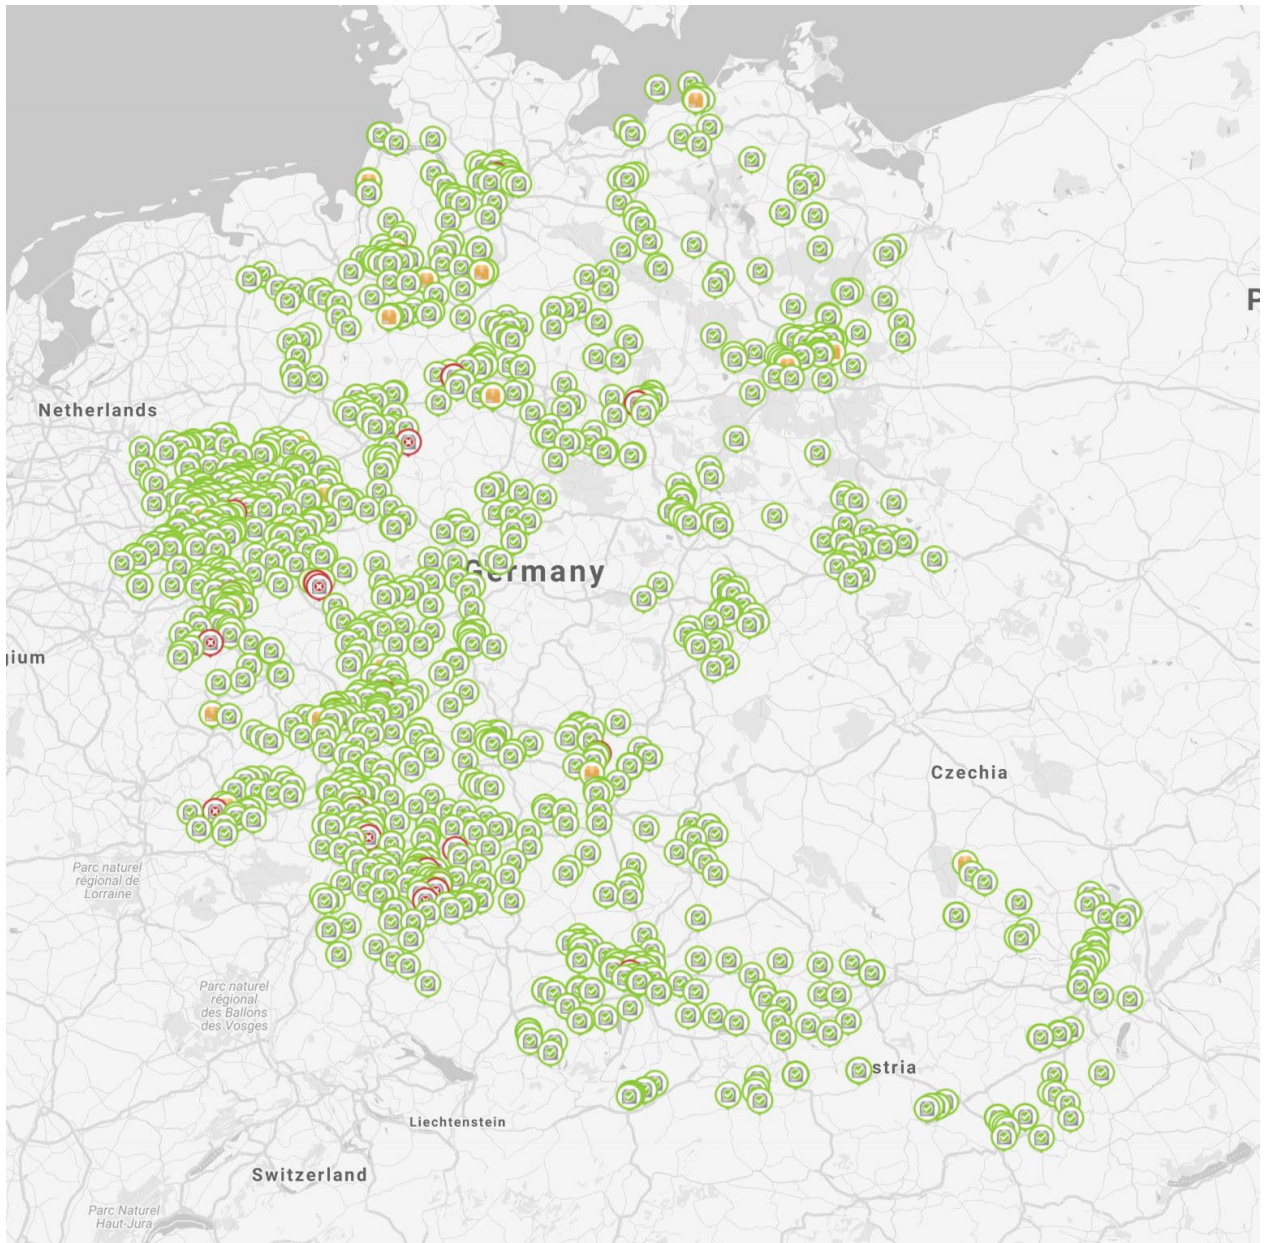 P
Netherlands
Germany
gium
Czechia
Parc naturel
régional de
Lorraine
Parc naturel
régional
des Ballons
des Vosges
stria
Liechtenstein
Switzerland
Parc Naturel
Haut-Jura